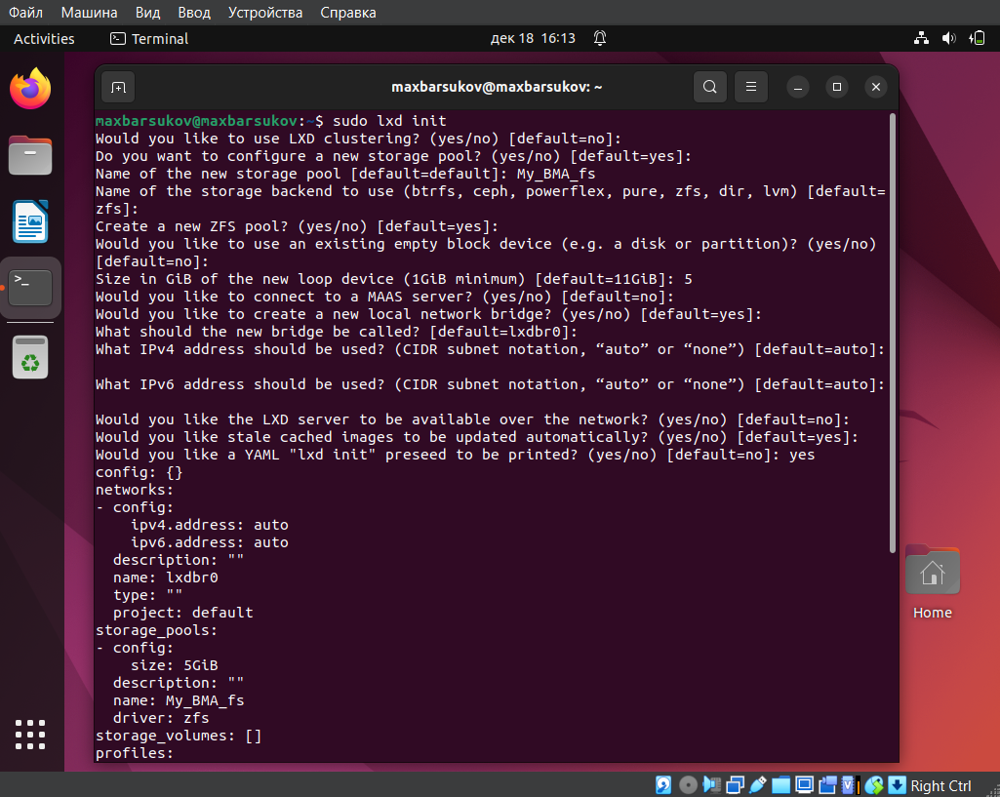 Файл Машина Вид Ввод Устройства Справка
Activities Terminal дек 18 16:13
maxbarsukov@maxbarsukov: ~
maxbarsukov@maxbarsukov:~$ sudo lxd init
Would you like to use LXD clustering? (yes/no) [default=no]:
Do you want to configure a new storage pool? (yes/no) [default=yes]:
Name of the new storage pool [default=default]: My_BMA_fs
Name of the storage backend to use (btrfs, ceph, powerflex, pure, zfs, dir, lvm) [default=
zfs]:
Create a new ZFS pool? (yes/no) [default=yes]:
Would you like to use an existing empty block device (e.g. a disk or partition)? (yes/no)
[default=no]:
Size in GiB of the new loop device (1GiB minimum) [default=11GiB]: 5
Would you like to connect to a MAAS server? (yes/no) [default=no]:
Would you like to create a new local network bridge? (yes/no) [default=yes]:
What should the new bridge be called? [default=lxdbr0]:
What IPv4 address should be used? (CIDR subnet notation, “auto” or “none”) [default=auto]:
What IPv6 address should be used? (CIDR subnet notation, “auto” or “none”) [default=auto]:
Would you like the LXD server to be available over the network? (yes/no) [default=no]:
Would you like stale cached images to be updated automatically? (yes/no) [default=yes]:
Would you like a YAML "lxd init" preseed to be printed? (yes/no) [default=no]: yes
config: {}
networks:
- config:
    ipv4.address: auto
    ipv6.address: auto
  description: ""
  name: lxdbr0
  type: ""
  project: default
storage_pools:
- config:
    size: 5GiB
  description: ""
  name: My_BMA_fs
  driver: zfs
storage_volumes: []
profiles:
Home
Right Ctrl